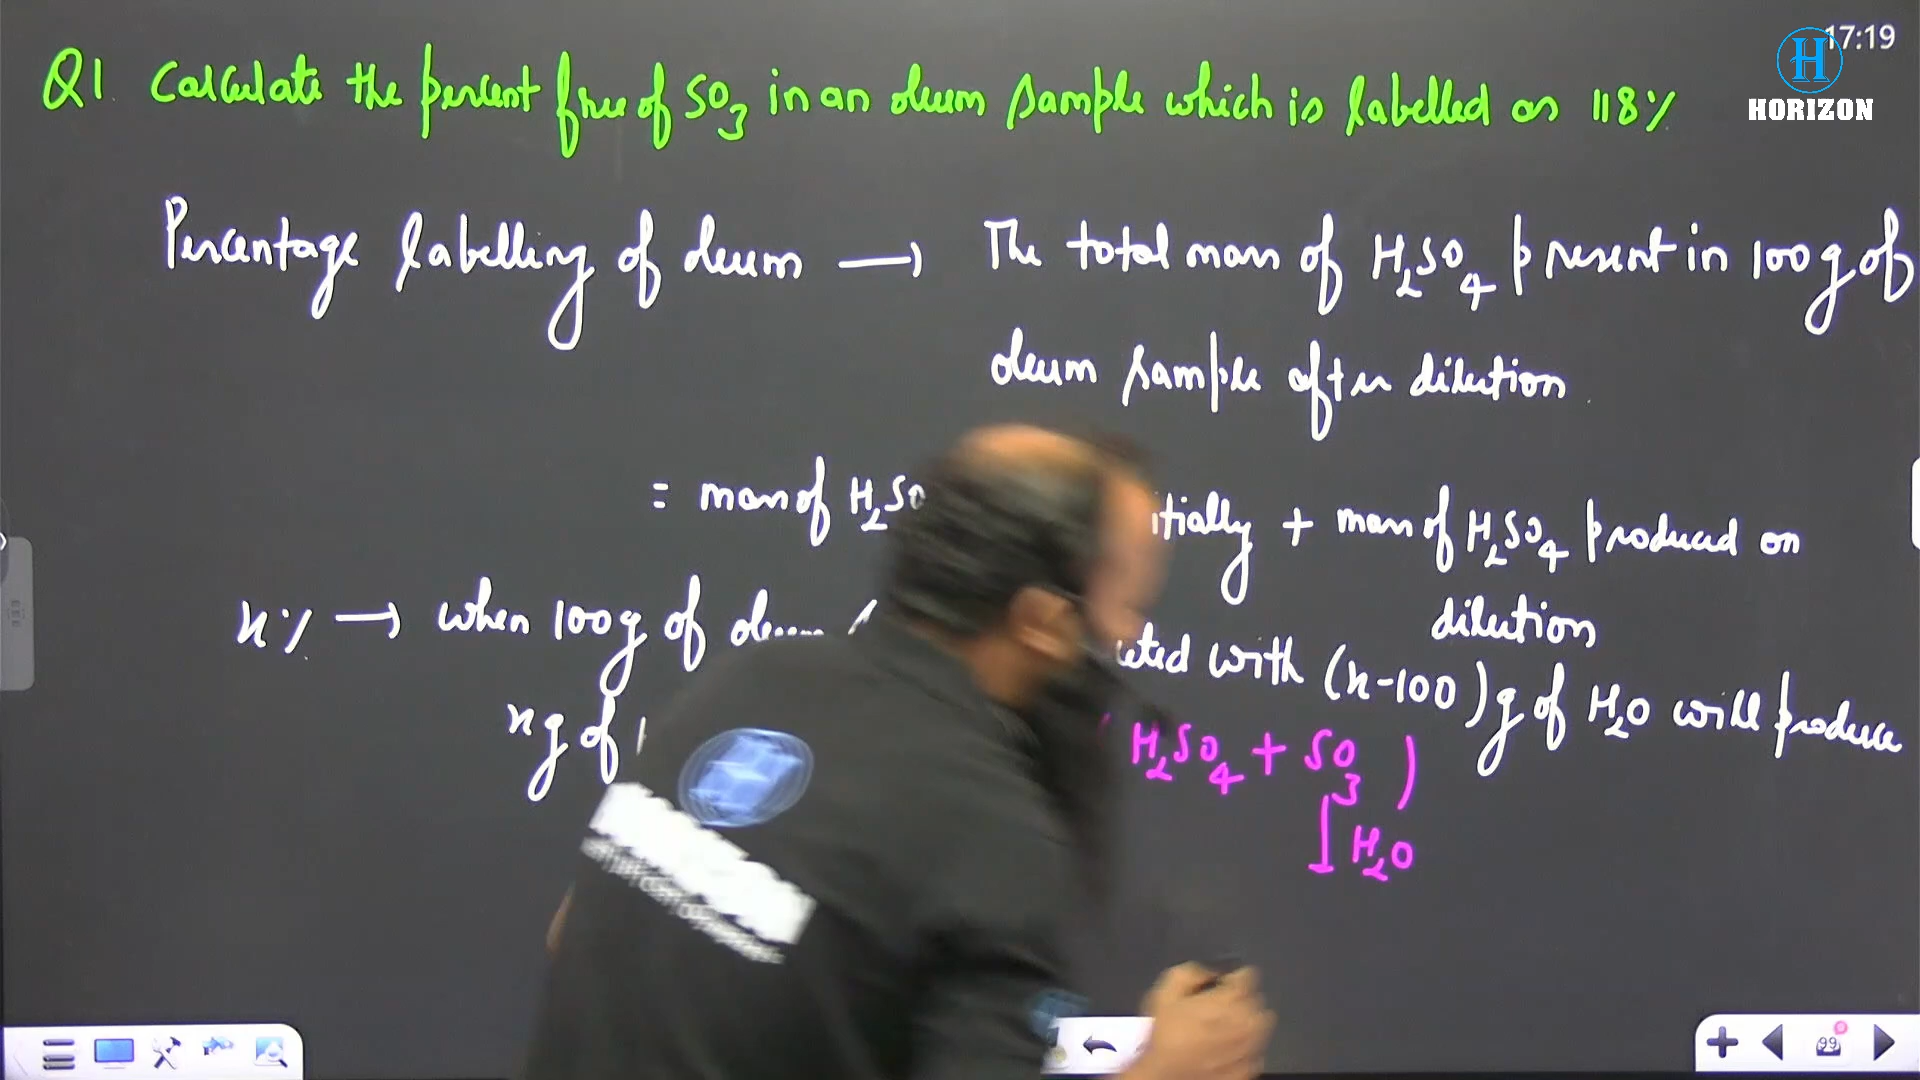 17:19
HORIZON
Q1. Calculate the percent free of SO3 in an oleum sample which is labelled as 118%
Percentage labelling of oleum → The total mass of H2SO4 present in 100g of
oleum sample after dilution
= mass of H2SO itially + mass of H2SO4 produced on
dilution
x% → when 100g of oleum with (x-100)g of H2O will produce
xg of
H2SO4 + SO3 )
H2O
99